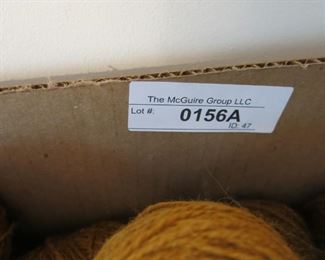 The McGuire Group LLC
Lot #: 0156A
ID: 47